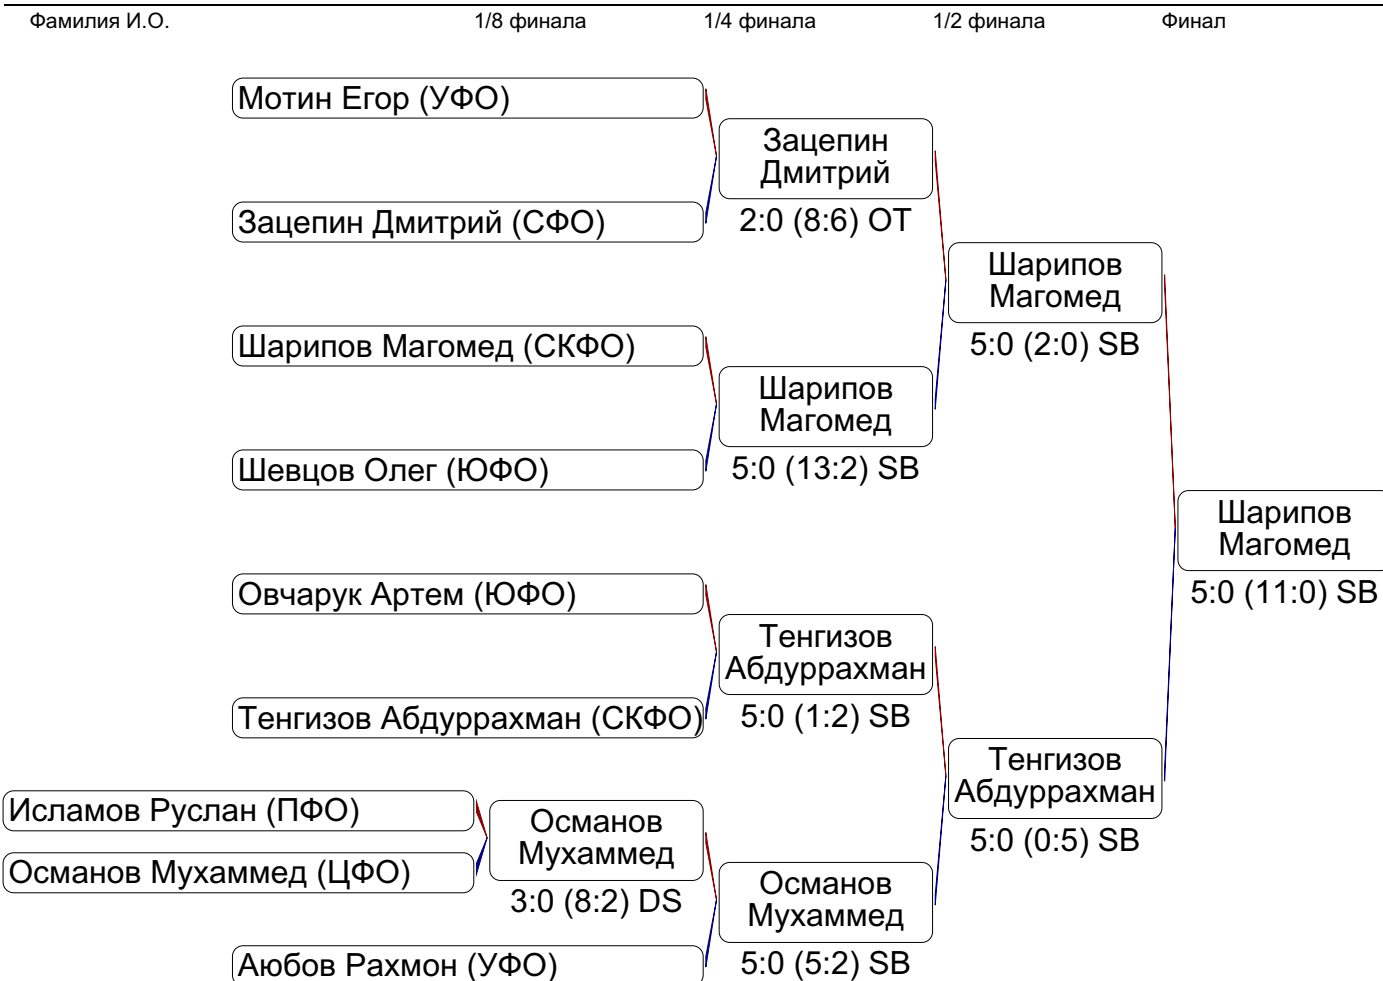 Фамилия И.О.
1/8 финала
1/4 финала
1/2 финала
Финал
Мотин Егор (УФО)
Зацепин
Дмитрий
2:0 (8:6) OT
Зацепин Дмитрий (СФО)
Шарипов
Магомед
5:0 (2:0) SB
Шарипов Магомед (СКФО)
Шарипов
Магомед
5:0 (13:2) SB
Шевцов Олег (ЮФО)
Шарипов
Магомед
5:0 (11:0) SB
Овчарук Артем (ЮФО)
Тенгизов
Абдуррахман
5:0 (1:2) SB
Тенгизов Абдуррахман (СКФО)
Тенгизов
Абдуррахман
5:0 (0:5) SB
Исламов Руслан (ПФО)
Османов
Мухаммед
3:0 (8:2) DS
Османов Мухаммед (ЦФО)
Османов
Мухаммед
5:0 (5:2) SB
Аюбов Рахмон (УФО)